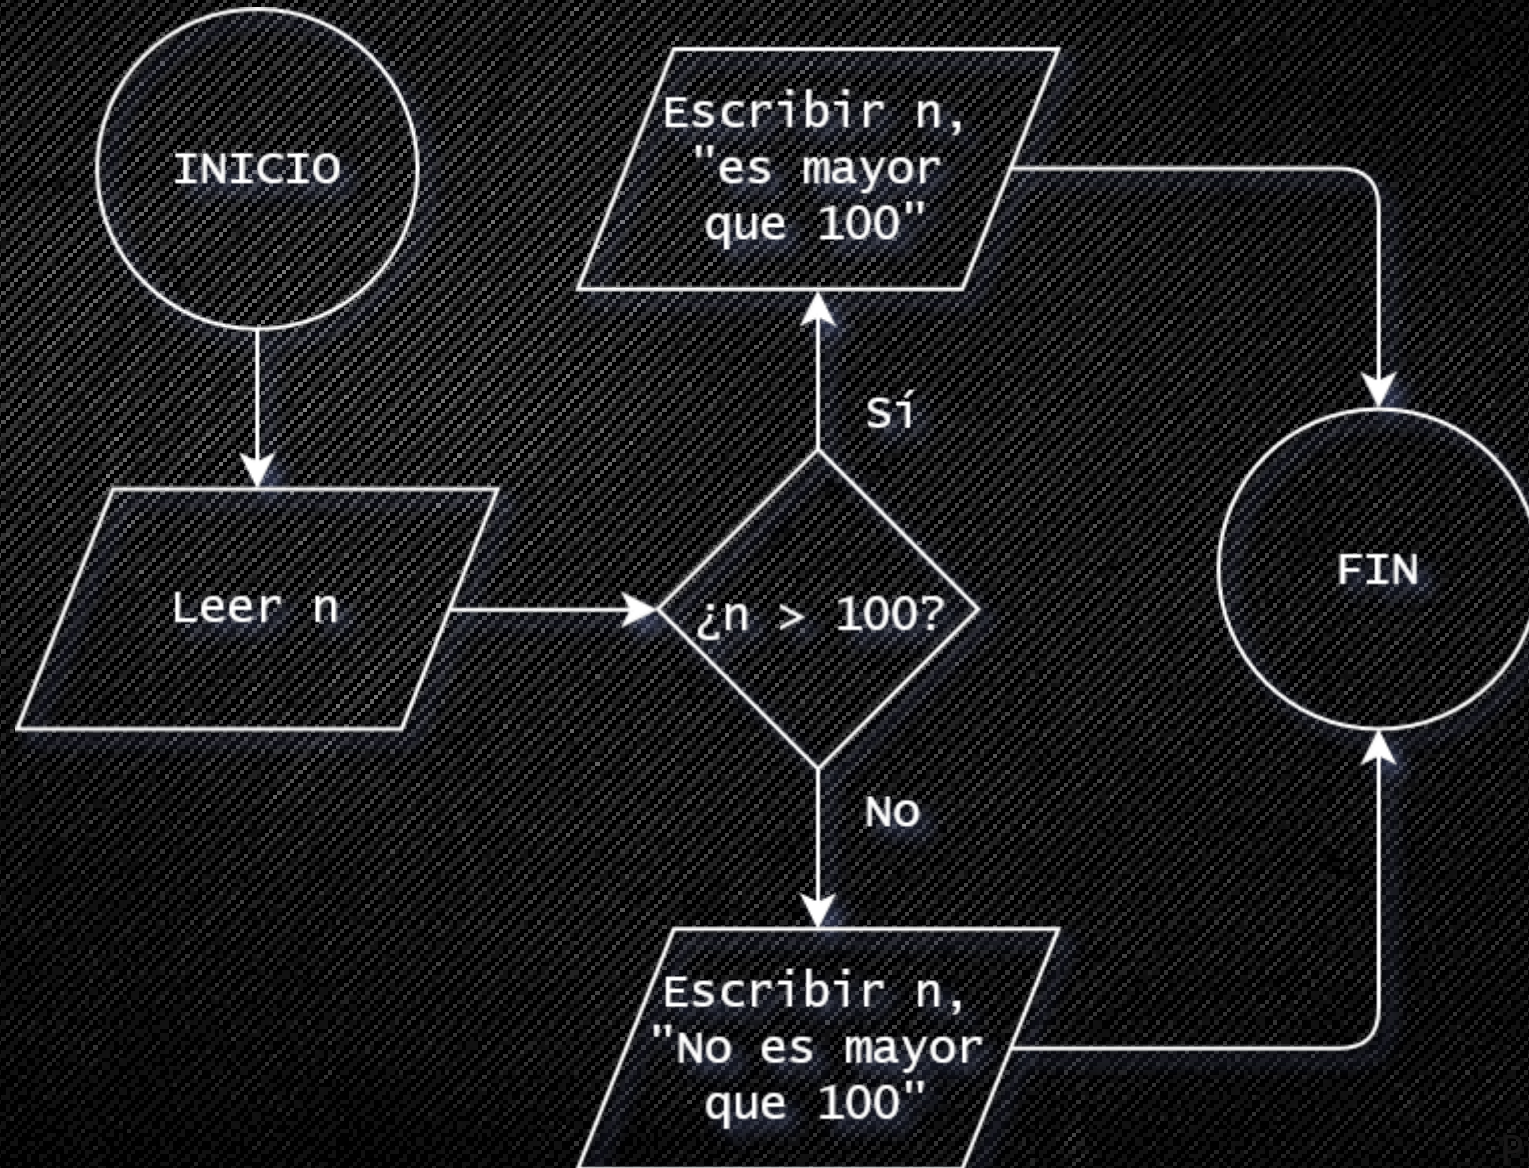 INICIO
Leer n
¿n > 100?
Sí
Escribir n,
"es mayor
que 100"
No
Escribir n,
"No es mayor
que 100"
FIN